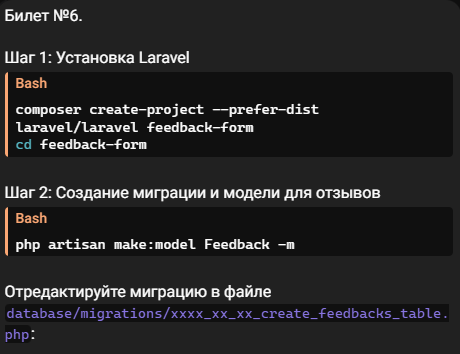 Билет №6.
Шаг 1: Установка Laravel
Bash
composer create-project --prefer-dist
laravel/laravel feedback-form
cd feedback-form
Шаг 2: Создание миграции и модели для отзывов
Bash
php artisan make:model Feedback -m
Отредактируйте миграцию в файле
database/migrations/xxxx_xx_xx_create_feedbacks_table.
php: